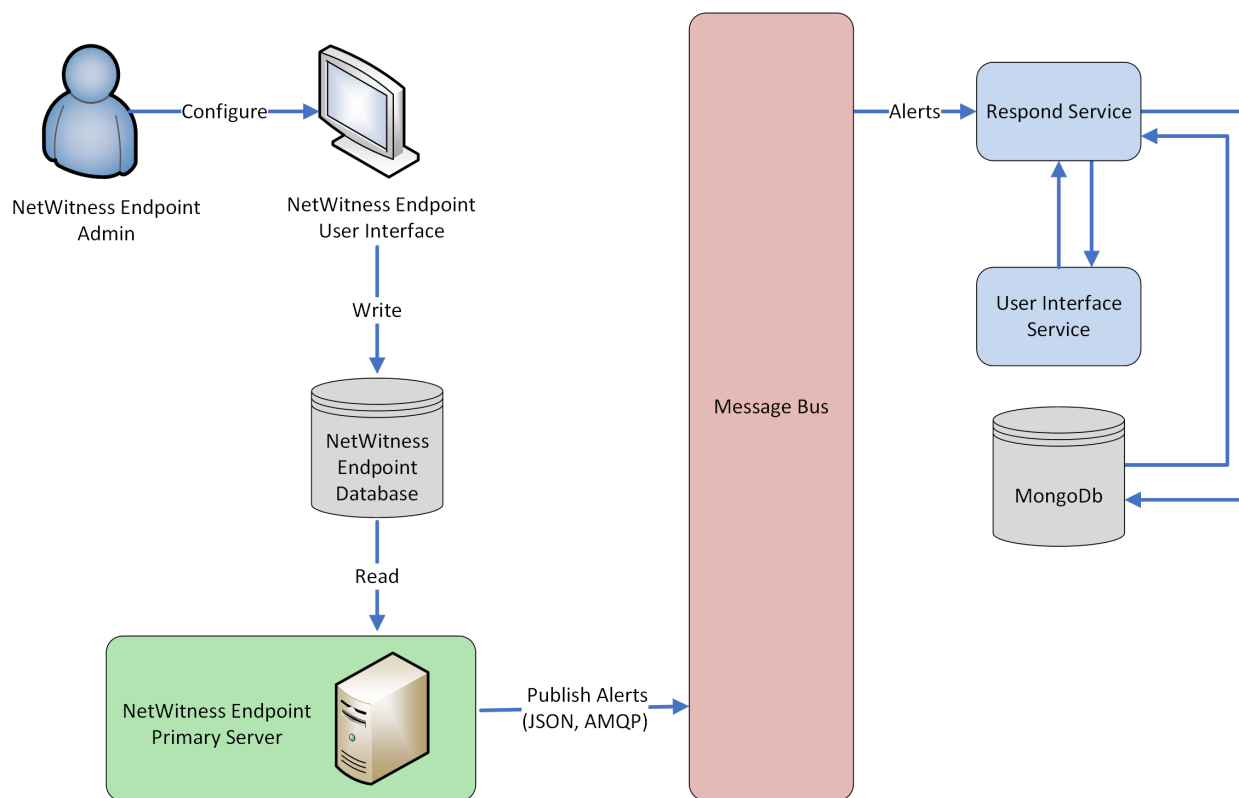 Configure
NetWitness Endpoint
Admin
NetWitness Endpoint
User Interface
Write
NetWitness
Endpoint
Database
Read
NetWitness Endpoint
Primary Server
Publish Alerts
(JSON, AMQP)
Message Bus
Alerts
Respond Service
User Interface
Service
MongoDb